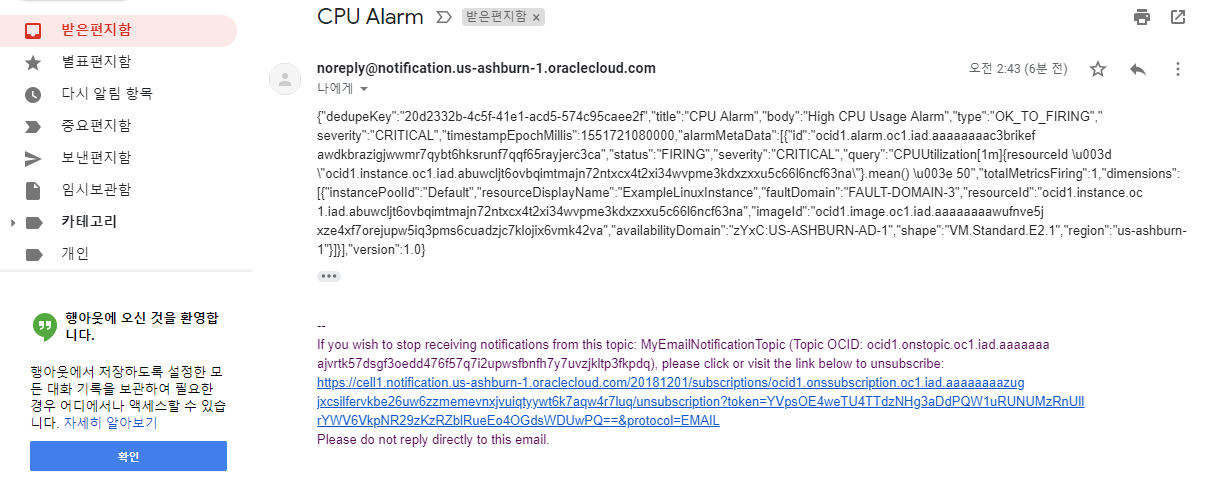 받은편지함
별표편지함
다시 알림 항목
중요편지함
보낸편지함
임시보관함
카테고리
개인
행아웃에 오신 것을 환영합
니다.
행아웃에서 저장하도록 설정한 모
든 대화 기록을 보관하여 필요한
경우 어디에서나 액세스할 수 있습
니다. 자세히 알아보기
확인
CPU Alarm
받은편지함 ×
noreply@notification.us-ashburn-1.oraclecloud.com
오전 2:43 (6분 전)
나에게
{"dedupeKey":"20d2332b-4c5f-41e1-acd5-574c95caee2f","title":"CPU Alarm","body":"High CPU Usage Alarm","type":"OK_TO_FIRING","
severity":"CRITICAL","timestampEpochMillis":1551721080000,"alarmMetaData":[{"id":"ocid1.alarm.oc1.iad.aaaaaaaac3brikef
awdkbrazigjwwmr7qybt6hksrunf7qqf65rayjerc3ca","status":"FIRING","severity":"CRITICAL","query":"CPUUtilization[1m]{resourceId \u003d
\"ocid1.instance.oc1.iad.abuwcljt6ovbqimtmajn72ntxcx4t2xi34wvpme3kdxzxxu5c66l6ncf63na\"}.mean() \u003e 50","totalMetricsFiring":1,"dimensions":
[{"instancePoolId":"Default","resourceDisplayName":"ExampleLinuxInstance","faultDomain":"FAULT-DOMAIN-3","resourceId":"ocid1.instance.oc
1.iad.abuwcljt6ovbqimtmajn72ntxcx4t2xi34wvpme3kdxzxxu5c66l6ncf63na","imageId":"ocid1.image.oc1.iad.aaaaaaaawufnve5j
xze4xf7orejupw5iq3pms6cuadzjc7klojix6vmk42va","availabilityDomain":"zYxC:US-ASHBURN-AD-1","shape":"VM.Standard.E2.1","region":"us-ashburn-
1"}]}],"version":1.0}
--
If you wish to stop receiving notifications from this topic: MyEmailNotificationTopic (Topic OCID: ocid1.onstopic.oc1.iad.aaaaaaa
ajvrtk57dsgf3oedd476f57q7i2upwsfbnfh7y7uvzjkltp3fkpdq), please click or visit the link below to unsubscribe:
https://cell1.notification.us-ashburn-1.oraclecloud.com/20181201/subscriptions/ocid1.onssubscription.oc1.iad.aaaaaaaazug
jxcsilfervkbe26uw6zzmemevnxjvuiqtyywt6k7aqw4r7luq/unsubscription?token=YVpsOE4weTU4TTdzNHg3aDdPQW1uRUNUMzRnUIl
rYWV6VkpNR29zKzRZblRueEo4OGdsWDUwPQ==&protocol=EMAIL
Please do not reply directly to this email.